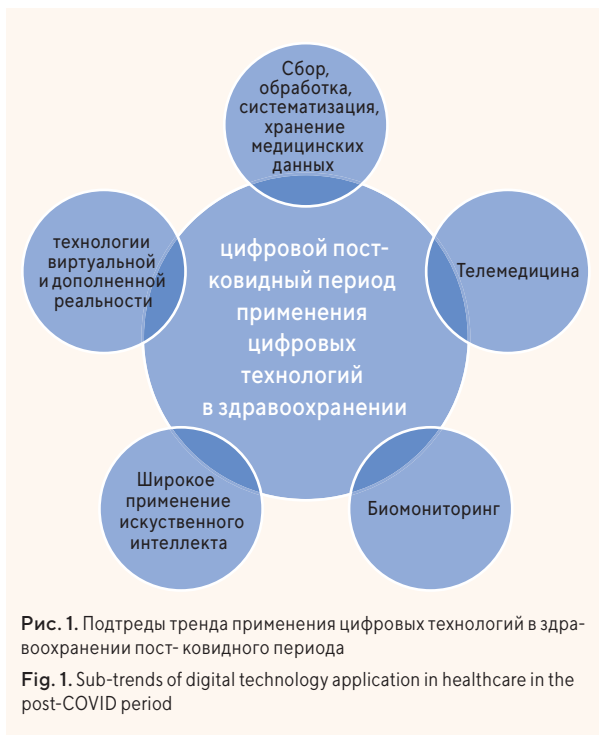 Сбор,
обработка,
систематизация,
хранение
медицинских
данных
технологии
виртуальной
и дополненной
реальности
цифровой пост-
ковидный период
применения
цифровых
технологий
в здравоохранении
Телемедицина
Широкое
применение
искуственного
интеллекта
Биомониторинг
Рис. 1. Подтреды тренда применения цифровых технологий в здра-
воохранении пост- ковидного периода
Fig. 1. Sub-trends of digital technology application in healthcare in the
post-COVID period